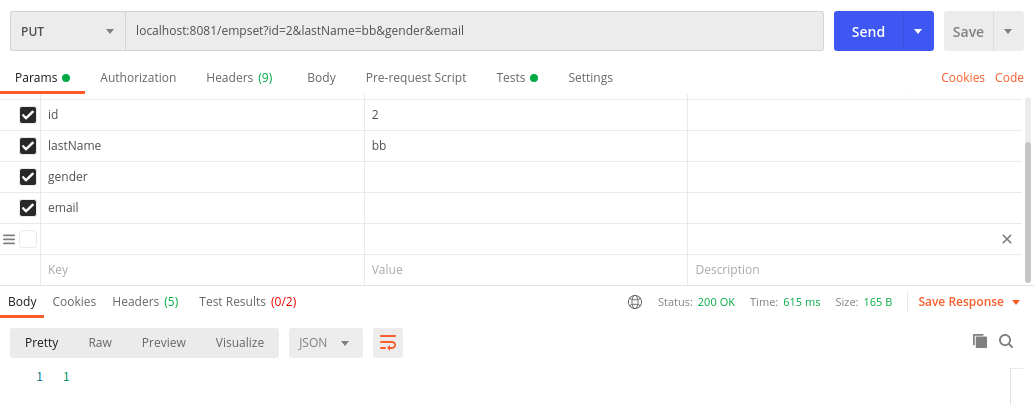 PUT localhost:8081/empset?id=2&lastName=bb&gender&email Send Save
Params Authorization Headers (9) Body Pre-request Script Tests Settings Cookies Code
id 2
lastName bb
gender
email
Key Value Description
Body Cookies Headers (5) Test Results (0/2) Status: 200 OK Time: 615 ms Size: 165 B Save Response
Pretty Raw Preview Visualize JSON
1 1